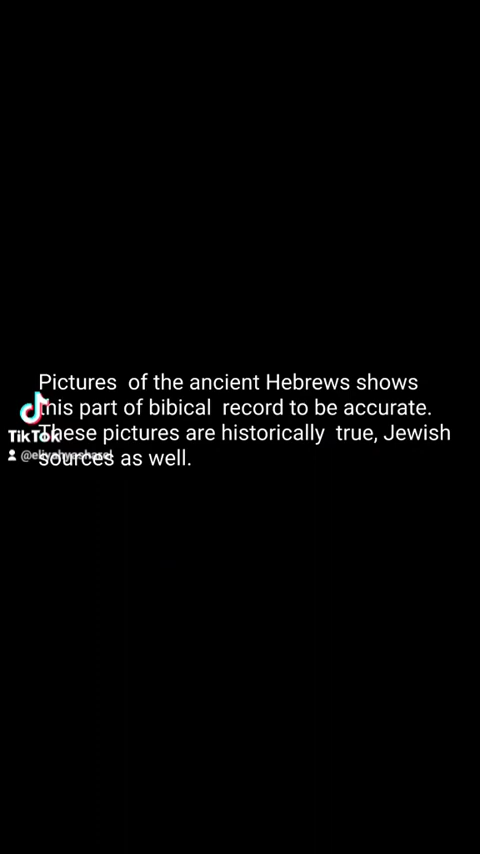 Pictures of the ancient Hebrews shows
this part of bibical record to be accurate.
These pictures are historically true, Jewish
sources as well.
TikTok